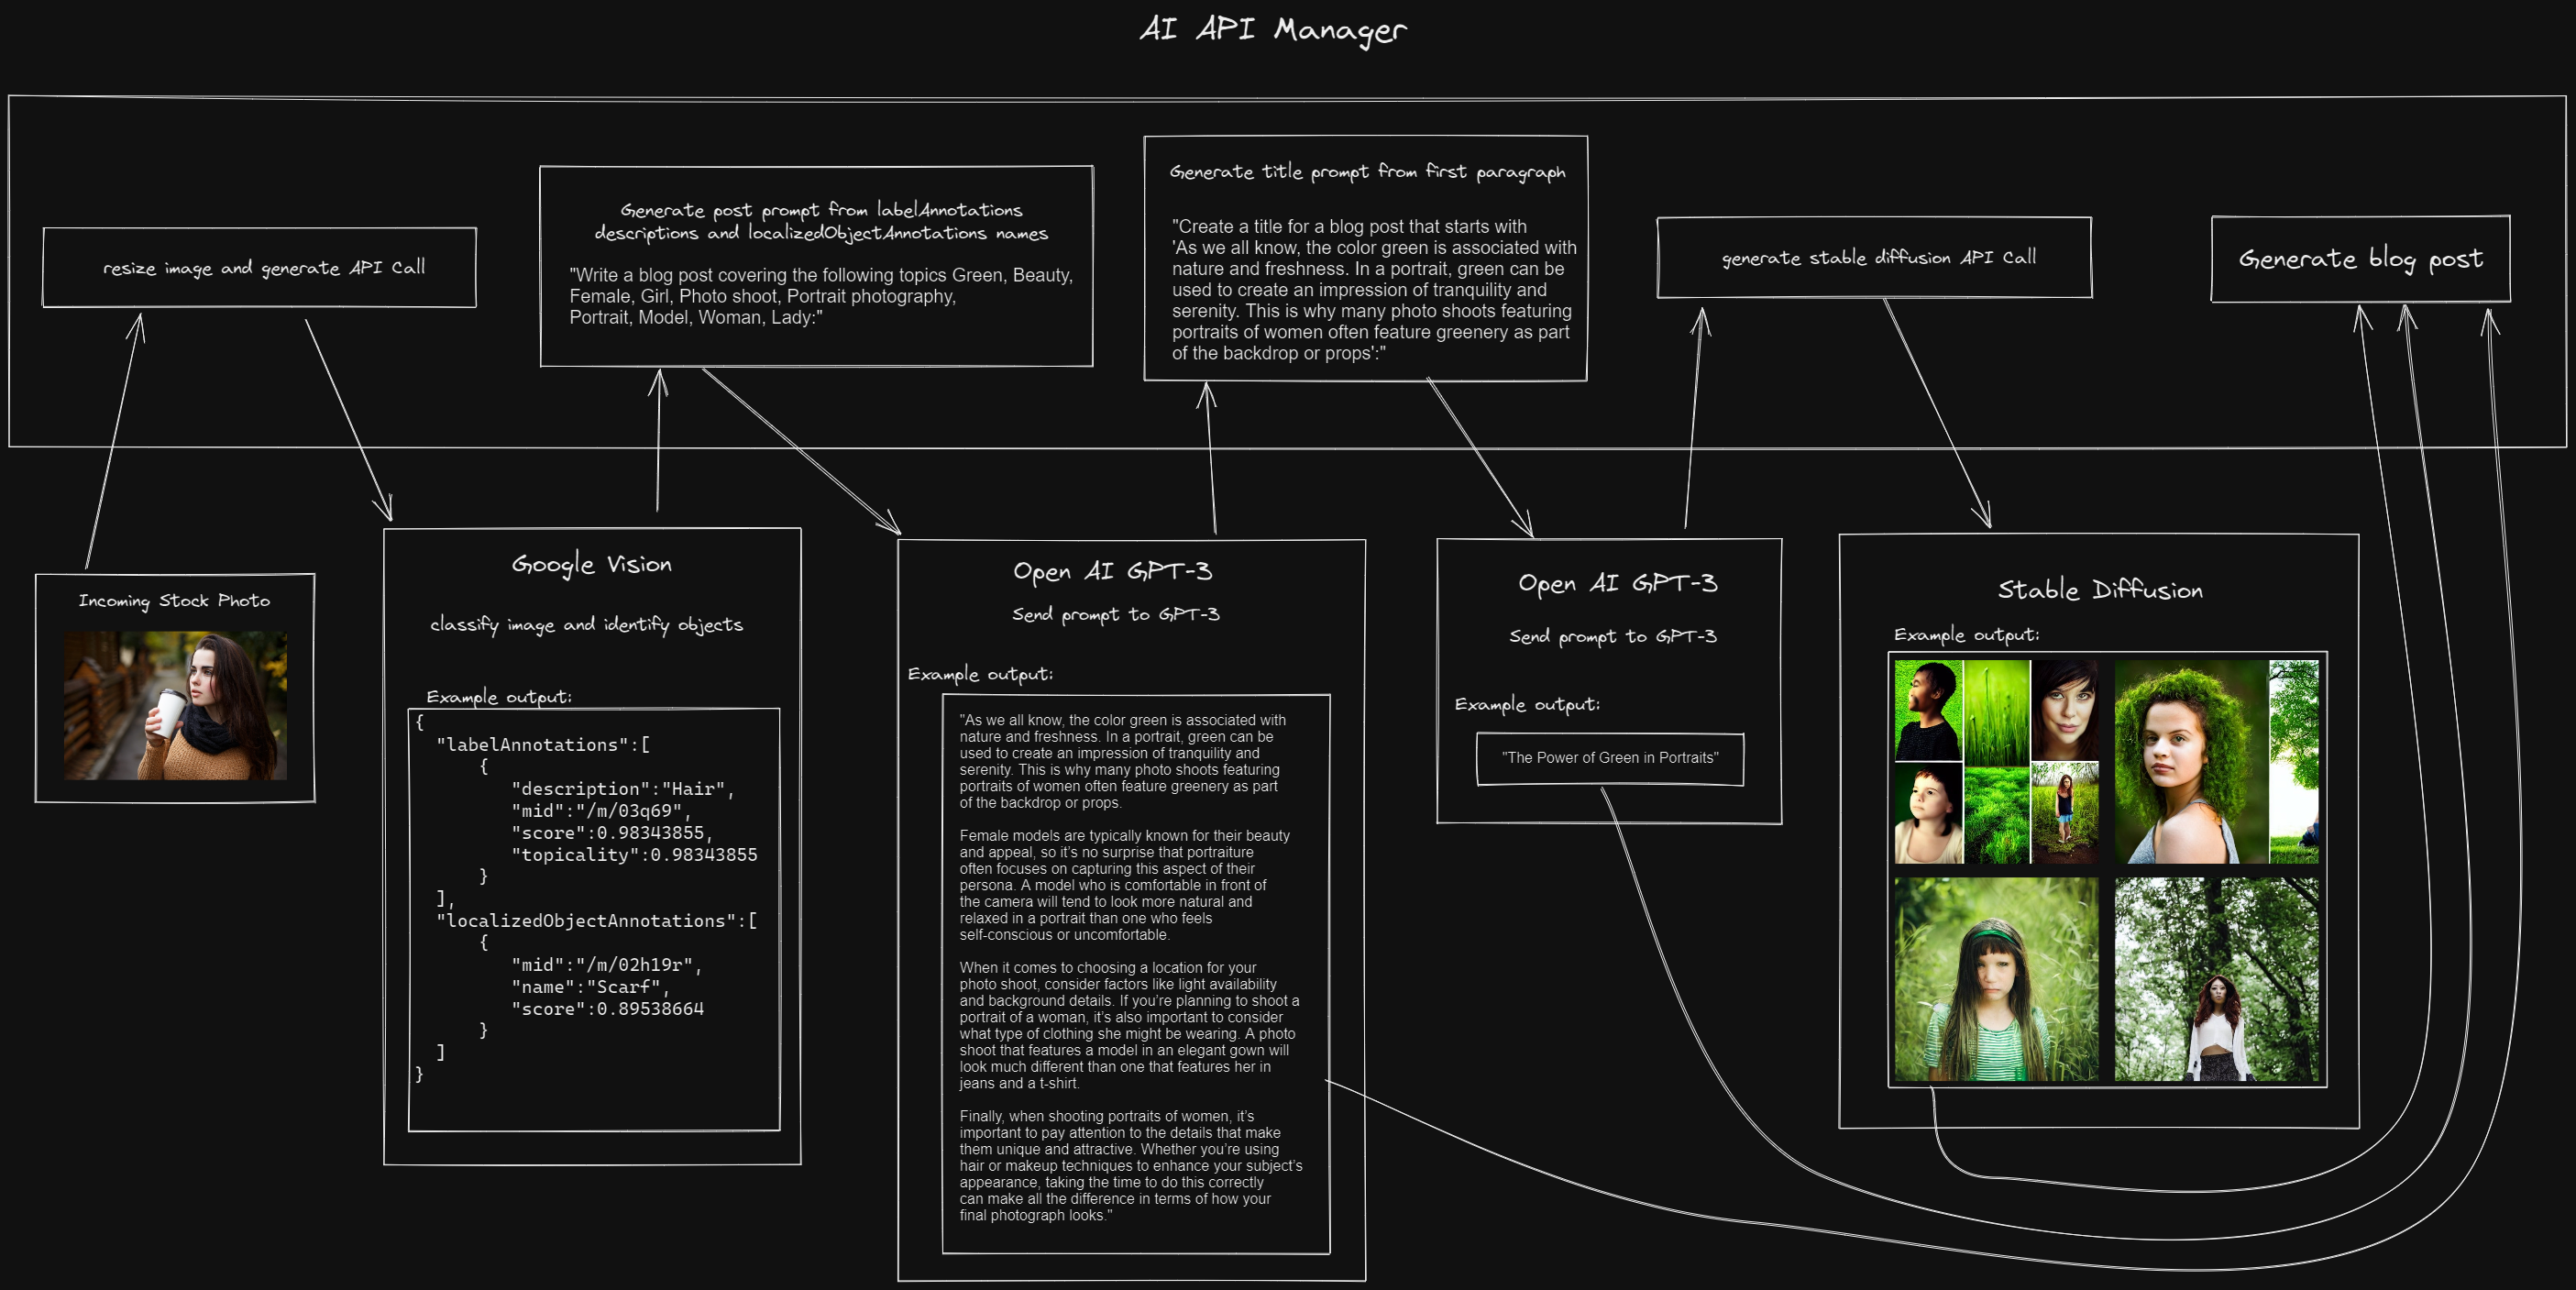 AI API Manager
resize image and generate API Call
Generate post prompt from labelAnnotations
descriptions and localizedObjectAnnotations names
"Write a blog post covering the following topics Green, Beauty,
Female, Girl, Photo shoot, Portrait photography,
Portrait, Model, Woman, Lady:"
Generate title prompt from first paragraph
"Create a title for a blog post that starts with
'As we all know, the color green is associated with
nature and freshness. In a portrait, green can be
used to create an impression of tranquility and
serenity. This is why many photo shoots featuring
portraits of women often feature greenery as part
of the backdrop or props':"
generate stable diffusion API Call
Generate blog post
Incoming Stock Photo
Google Vision
classify image and identify objects
Example output:
{
"labelAnnotations":[
{
"description":"Hair",
"mid":"/m/03q69",
"score":0.98343855,
"topicality":0.98343855
}
],
"localizedObjectAnnotations":[
{
"mid":"/m/02h19r",
"name":"Scarf",
"score":0.89538664
}
]
}
Open AI GPT-3
Send prompt to GPT-3
Example output:
"As we all know, the color green is associated with
nature and freshness. In a portrait, green can be
used to create an impression of tranquility and
serenity. This is why many photo shoots featuring
portraits of women often feature greenery as part
of the backdrop or props.
Female models are typically known for their beauty
and appeal, so it's no surprise that portraiture
often focuses on capturing this aspect of their
persona. A model who is comfortable in front of
the camera will tend to look more natural and
relaxed in a portrait than one who feels
self-conscious or uncomfortable.
When it comes to choosing a location for your
photo shoot, consider factors like light availability
and background details. If you're planning to shoot a
portrait of a woman, it's also important to consider
what type of clothing she might be wearing. A photo
shoot that features a model in an elegant gown will
look much different than one that features her in
jeans and a t-shirt.
Finally, when shooting portraits of women, it's
important to pay attention to the details that make
them unique and attractive. Whether you're using
hair or makeup techniques to enhance your subject's
appearance, taking the time to do this correctly
can make all the difference in terms of how your
final photograph looks."
Open AI GPT-3
Send prompt to GPT-3
Example output:
"The Power of Green in Portraits"
Stable Diffusion
Example output: